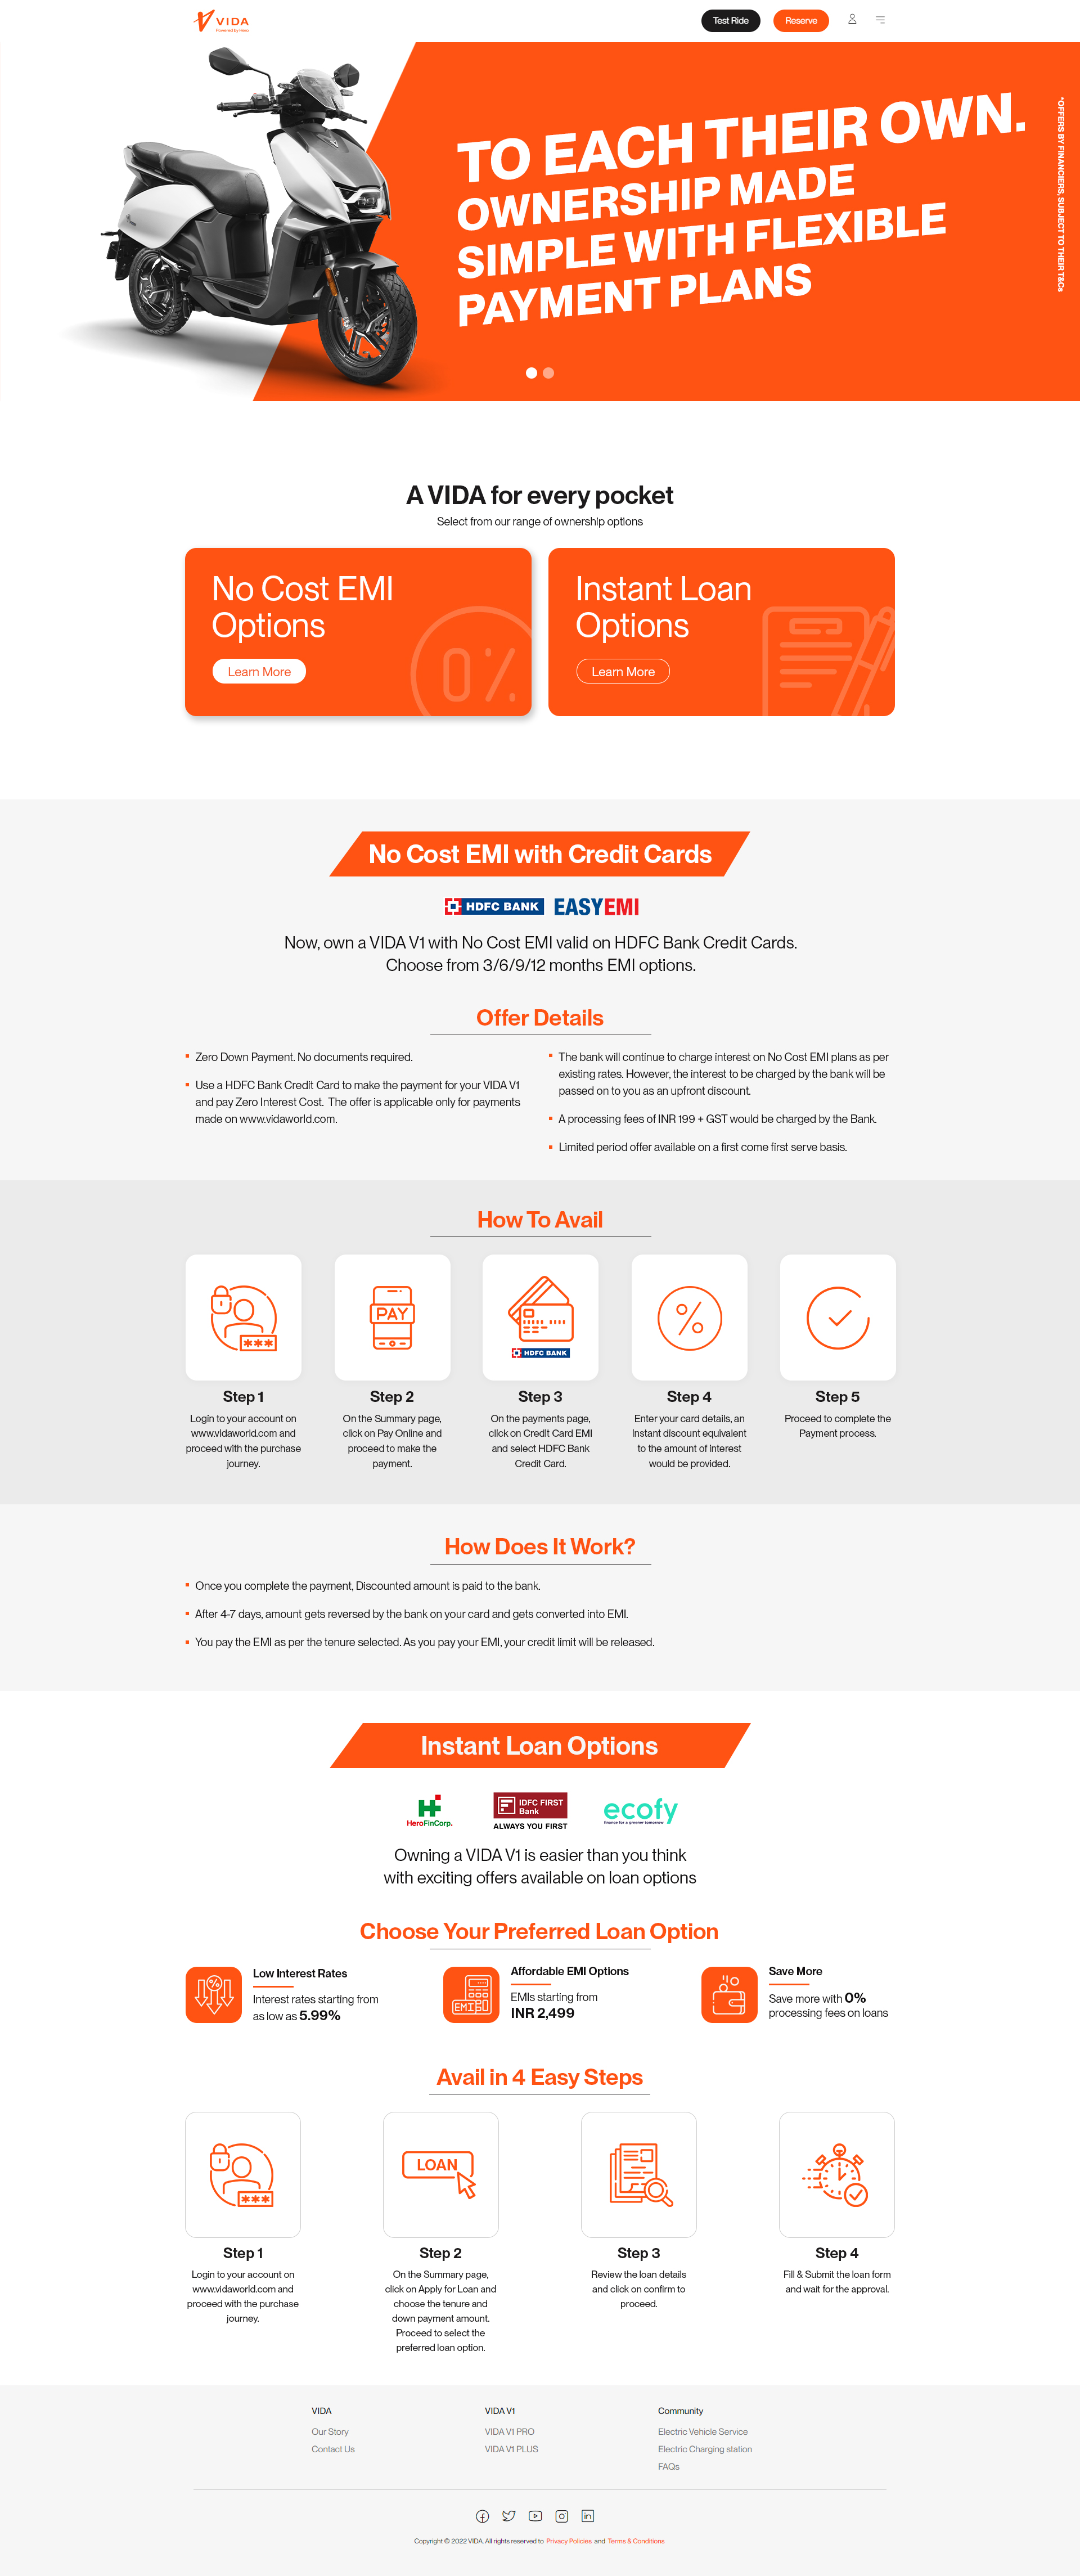 VIDA
Powered by Hero
Test Ride
Reserve
TO EACH THEIR OWN.
OWNERSHIP MADE
SIMPLE WITH FLEXIBLE
PAYMENT PLANS
*OFFERS BY FINANCIERS, SUBJECT TO THEIR T&Cs
A VIDA for every pocket
Select from our range of ownership options
No Cost EMI
Options
Learn More
0%
Instant Loan
Options
Learn More
No Cost EMI with Credit Cards
HDFC BANK EASYEMI
Now, own a VIDA V1 with No Cost EMI valid on HDFC Bank Credit Cards.
Choose from 3/6/9/12 months EMI options.
Offer Details
Zero Down Payment. No documents required.
Use a HDFC Bank Credit Card to make the payment for your VIDA V1
and pay Zero Interest Cost. The offer is applicable only for payments
made on www.vidaworld.com.
The bank will continue to charge interest on No Cost EMI plans as per
existing rates. However, the interest to be charged by the bank will be
passed on to you as an upfront discount.
A processing fees of INR 199 + GST would be charged by the Bank.
Limited period offer available on a first come first serve basis.
How To Avail
***
PAY
HDFC BANK
%
Step 1
Login to your account on
www.vidaworld.com and
proceed with the purchase
journey.
Step 2
On the Summary page,
click on Pay Online and
proceed to make the
payment.
Step 3
On the payments page,
click on Credit Card EMI
and select HDFC Bank
Credit Card.
Step 4
Enter your card details, an
instant discount equivalent
to the amount of interest
would be provided.
Step 5
Proceed to complete the
Payment process.
How Does It Work?
Once you complete the payment, Discounted amount is paid to the bank.
After 4-7 days, amount gets reversed by the bank on your card and gets converted into EMI.
You pay the EMI as per the tenure selected. As you pay your EMI, your credit limit will be released.
Instant Loan Options
HeroFinCorp.
IDFC FIRST
Bank
ALWAYS YOU FIRST
ecofy
finance for a greener tomorrow
Owning a VIDA V1 is easier than you think
with exciting offers available on loan options
Choose Your Preferred Loan Option
%
Low Interest Rates
Interest rates starting from
as low as 5.99%
EMI
Affordable EMI Options
EMIs starting from
INR 2,499
Save More
Save more with 0%
processing fees on loans
Avail in 4 Easy Steps
***
LOAN
Step 1
Login to your account on
www.vidaworld.com and
proceed with the purchase
journey.
Step 2
On the Summary page,
click on Apply for Loan and
choose the tenure and
down payment amount.
Proceed to select the
preferred loan option.
Step 3
Review the loan details
and click on confirm to
proceed.
Step 4
Fill & Submit the loan form
and wait for the approval.
VIDA
Our Story
Contact Us
VIDA V1
VIDA V1 PRO
VIDA V1 PLUS
Community
Electric Vehicle Service
Electric Charging station
FAQs
Copyright © 2022 VIDA. All rights reserved to Privacy Policies and Terms & Conditions